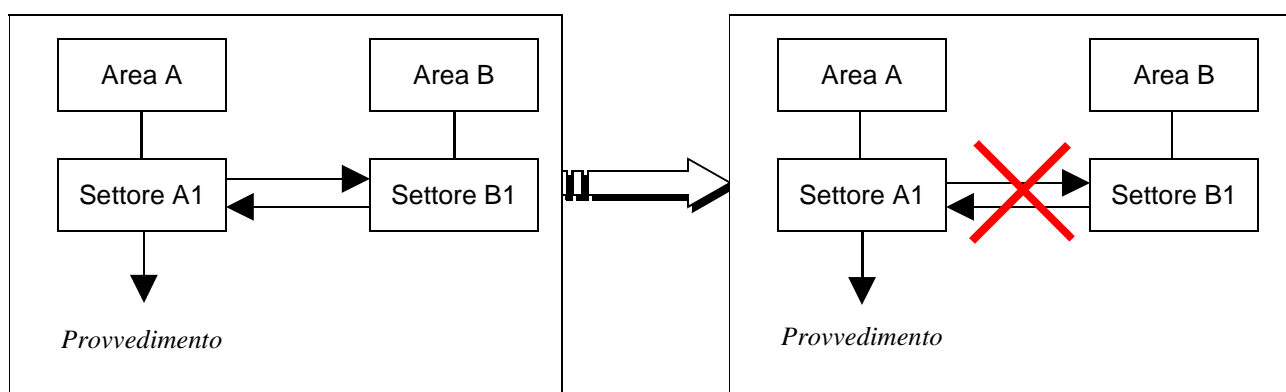 Area A
Area B
Settore A1
Settore B1
Provvedimento
Area A
Area B
Settore A1
Settore B1
Provvedimento